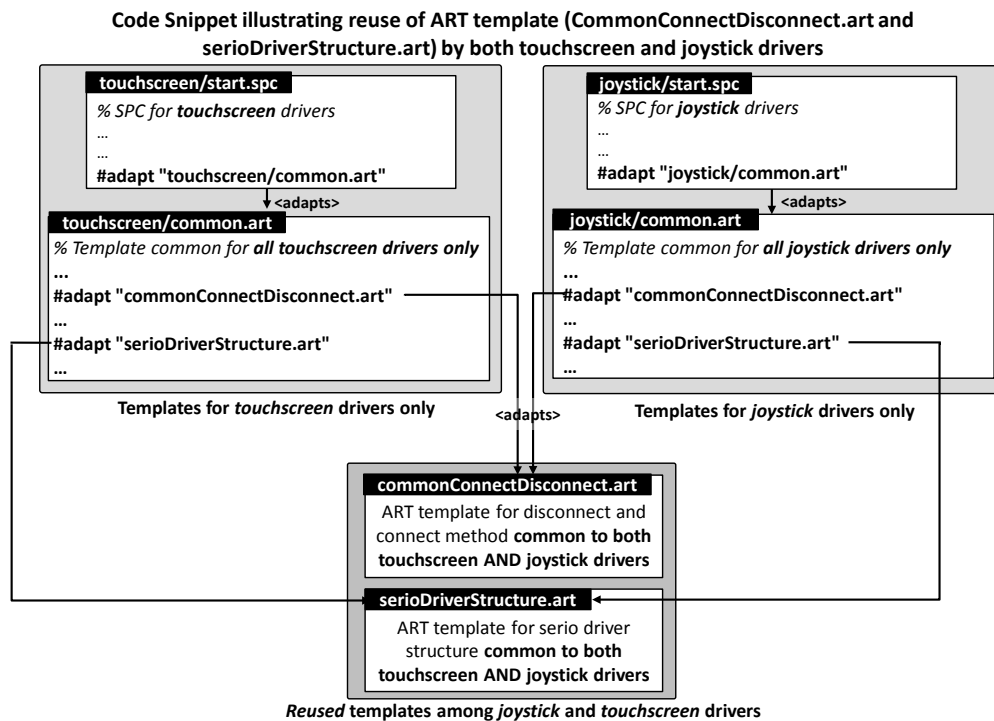 Code Snippet illustrating reuse of ART template (CommonConnectDisconnect.art and
serioDriverStructure.art) by both touchscreen and joystick drivers
touchscreen/start.spc
% SPC for touchscreen drivers
...
...
#adapt "touchscreen/common.art"
<adapts>
touchscreen/common.art
% Template common for all touchscreen drivers only
...
#adapt "commonConnectDisconnect.art"
...
#adapt "serioDriverStructure.art"
...
Templates for touchscreen drivers only
joystick/start.spc
% SPC for joystick drivers
...
...
#adapt "joystick/common.art"
<adapts>
joystick/common.art
% Template common for all joystick drivers only
...
#adapt "commonConnectDisconnect.art"
...
#adapt "serioDriverStructure.art"
...
Templates for joystick drivers only
<adapts>
commonConnectDisconnect.art
ART template for disconnect and
connect method common to both
touchscreen AND joystick drivers
serioDriverStructure.art
ART template for serio driver
structure common to both
touchscreen AND joystick drivers
Reused templates among joystick and touchscreen drivers